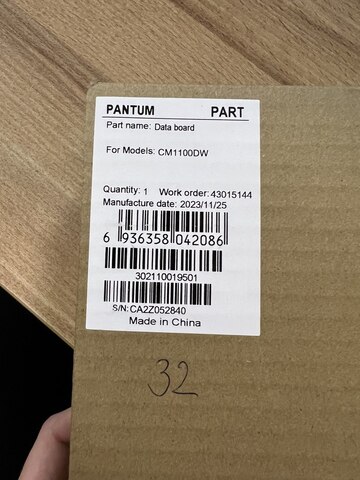 PANTUM PART
Part name: Data board
For Models: CM1100DW
Quantity: 1 Work order: 43015144
Manufacture date: 2023/11/25
6 936358 042086
302110019501
S/N:CA2Z052840
Made in China
32